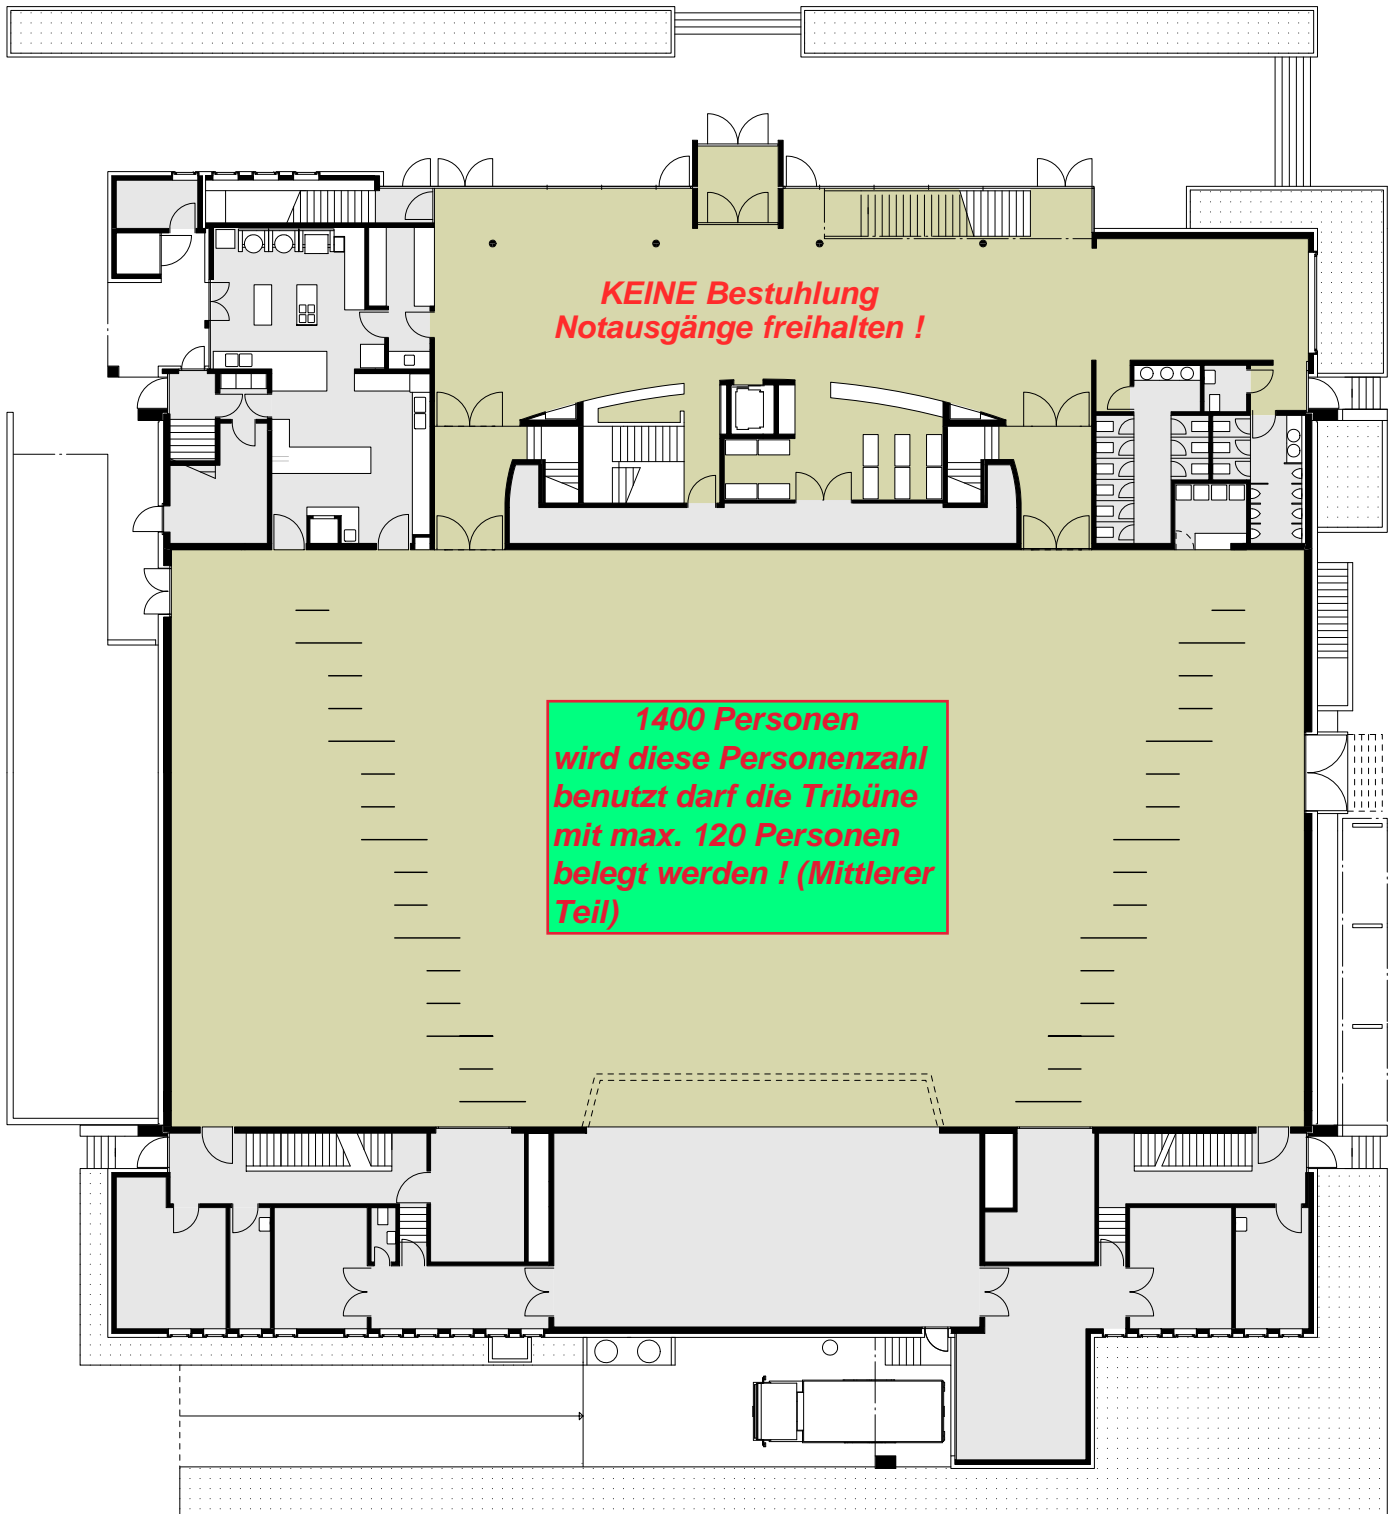 KEINE Bestuhlung
Notausgänge freihalten !
1400 Personen
wird diese Personenzahl
benutzt darf die Tribüne
mit max. 120 Personen
belegt werden ! (Mittlerer
Teil)